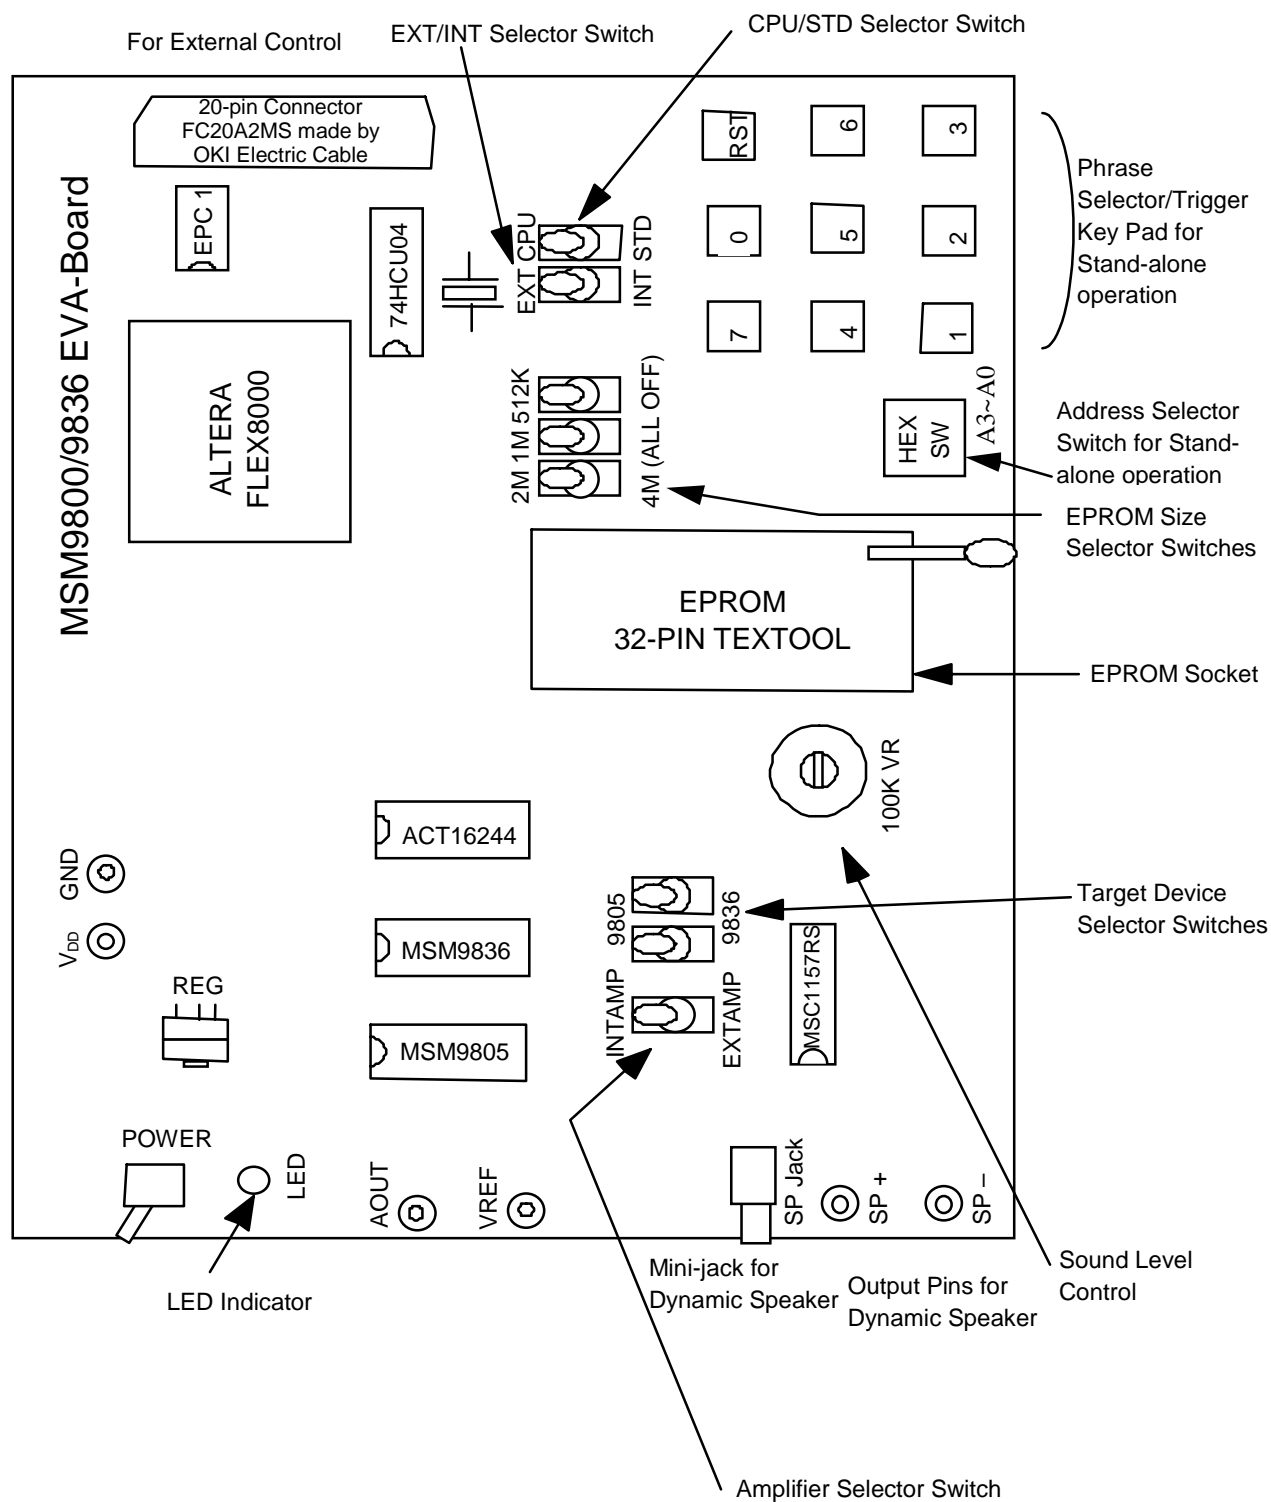 For External Control
EXT/INT Selector Switch
CPU/STD Selector Switch
20-pin Connector
FC20A2MS made by
OKI Electric Cable
MSM9800/9836 EVA-Board
EPC 1
74HCU04
EXT CPU
INT STD
RST
6
3
0
5
2
7
4
1
Phrase
Selector/Trigger
Key Pad for
Stand-alone
operation
ALTERA
FLEX8000
2M 1M 512K
4M (ALL OFF)
HEX
SW
A3~A0
Address Selector
Switch for Stand-
alone operation
EPROM Size
Selector Switches
EPROM
32-PIN TEXTOOL
EPROM Socket
100K VR
ACT16244
GND
VDD
MSM9836
REG
MSM9805
9805
9836
INTAMP
EXTAMP
MSC1157RS
Target Device
Selector Switches
POWER
LED
AOUT
VREF
SP Jack
SP +
SP –
LED Indicator
Mini-jack for
Dynamic Speaker
Output Pins for
Dynamic Speaker
Sound Level
Control
Amplifier Selector Switch